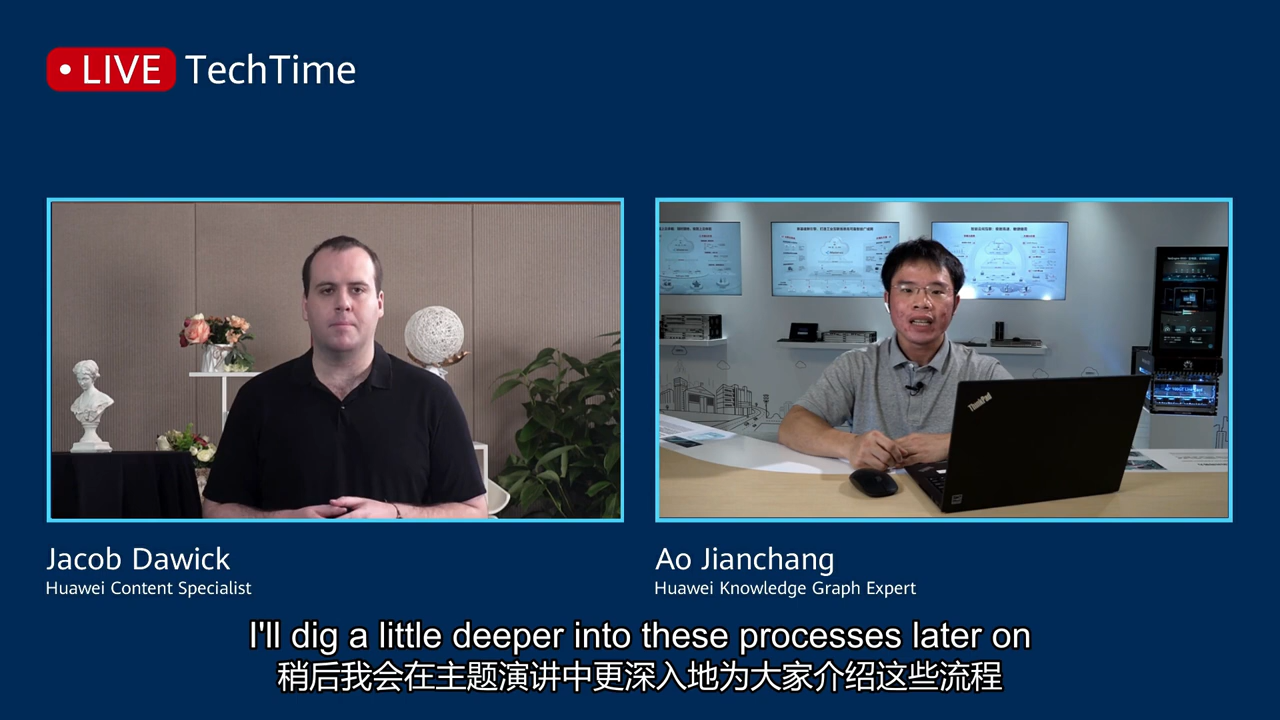 LIVE TechTime
ThinkPad
Jacob Dawick
Huawei Content Specialist
Ao Jianchang
Huawei Knowledge Graph Expert
I'll dig a little deeper into these processes later on
稍后我会在主题演讲中更深入地为大家介绍这些流程